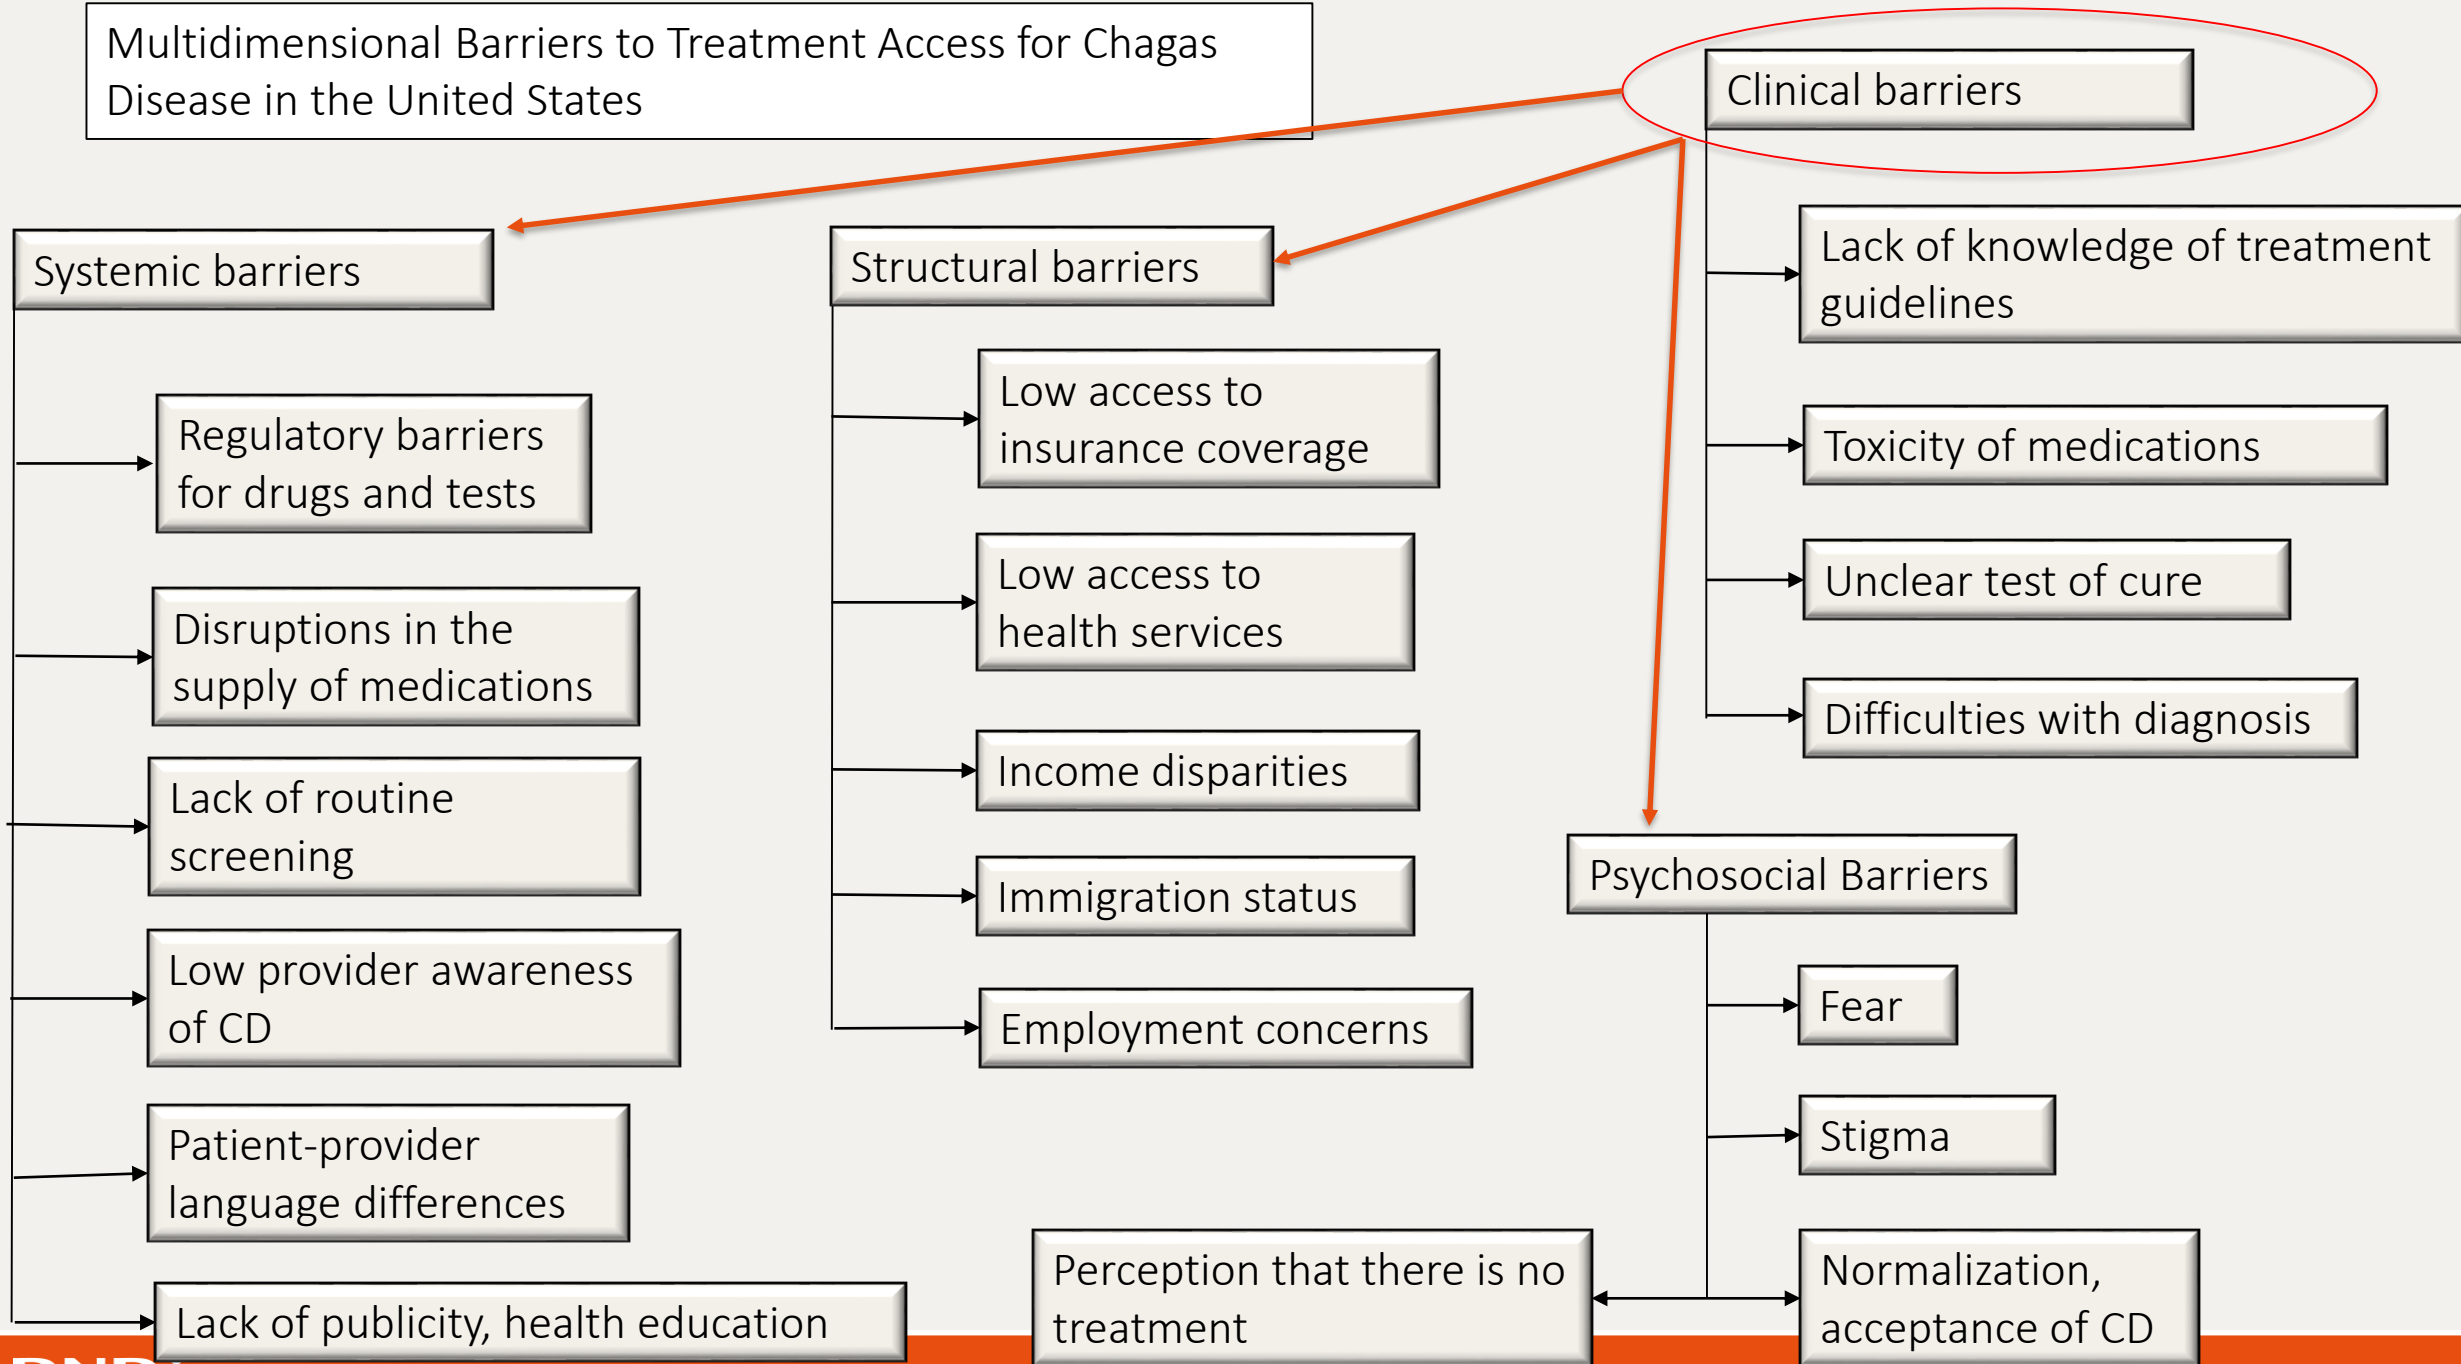 Multidimensional Barriers to Treatment Access for Chagas
Disease in the United States
Clinical barriers
Lack of knowledge of treatment
guidelines
Toxicity of medications
Unclear test of cure
Difficulties with diagnosis
Systemic barriers
Regulatory barriers
for drugs and tests
Disruptions in the
supply of medications
Lack of routine
screening
Low provider awareness
of CD
Patient-provider
language differences
Lack of publicity, health education
Structural barriers
Low access to
insurance coverage
Low access to
health services
Income disparities
Immigration status
Employment concerns
Psychosocial Barriers
Fear
Stigma
Perception that there is no
treatment
Normalization,
acceptance of CD